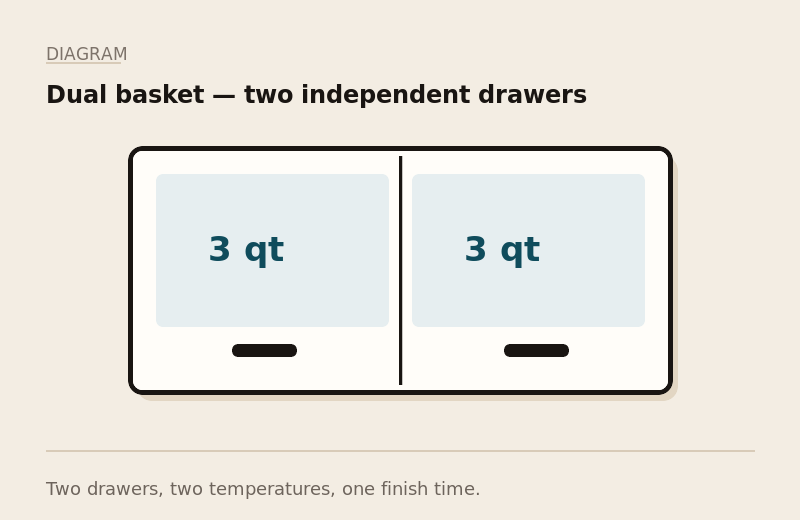 DIAGRAM
Dual basket — two independent drawers
3 qt
3 qt
Two drawers, two temperatures, one finish time.